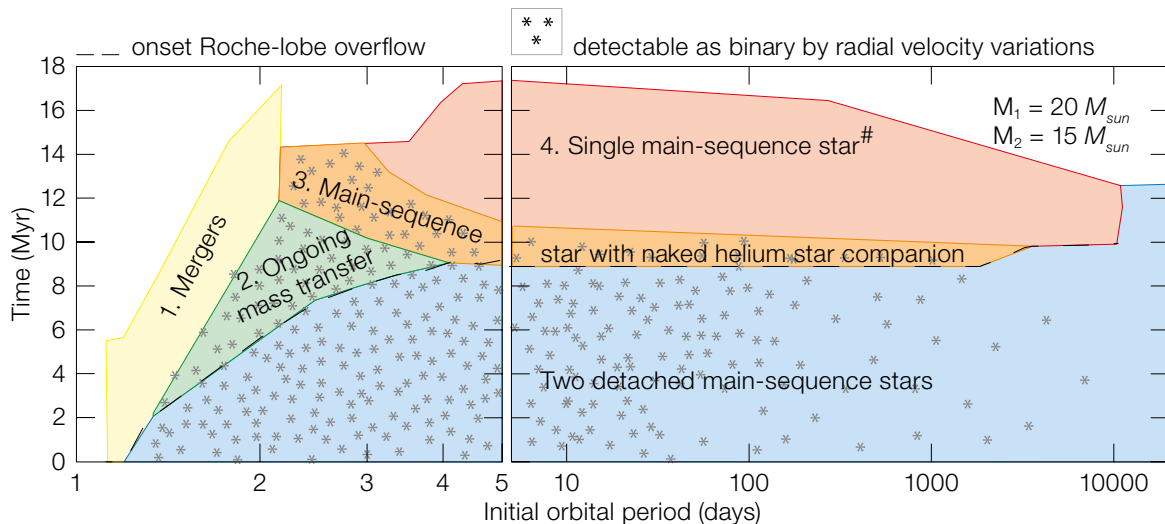 onset Roche-lobe overflow
detectable as binary by radial velocity variations
18
16
14
12
10
8
6
4
2
0
Time (Myr)
1. Mergers
2. Ongoing
mass transfer
3. Main-sequence
star with naked helium star companion
4. Single main-sequence star#
M1 = 20 Msun
M2 = 15 Msun
Two detached main-sequence stars
1 2 3 4 5 10 100 1000 10000
Initial orbital period (days)